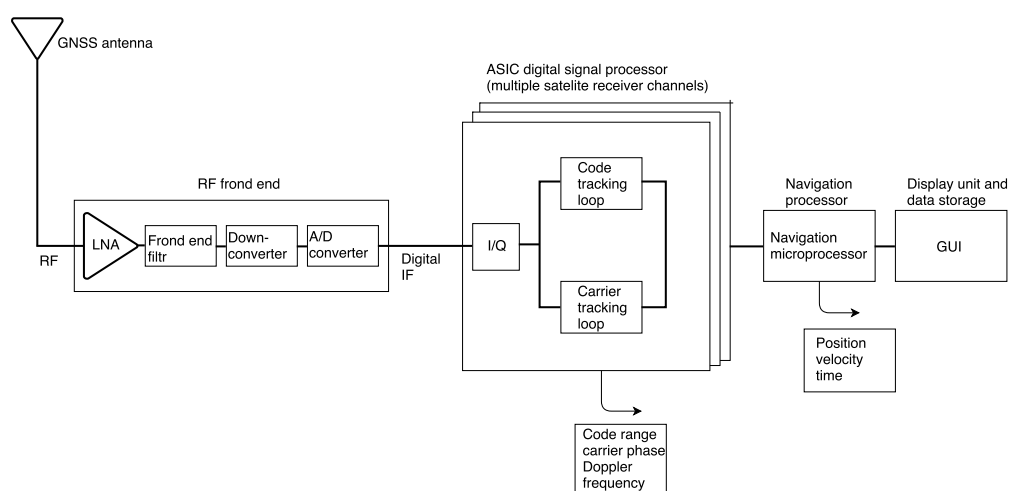 GNSS antenna
ASIC digital signal processor
(multiple satelite receiver channels)
RF frond end
LNA
Frond end
filtr
Down-
converter
A/D
converter
RF
Digital
IF
I/Q
Code
tracking
loop
Carrier
tracking
loop
Navigation
processor
Navigation
microprocessor
Display unit and
data storage
GUI
Position
velocity
time
Code range
carrier phase
Doppler
frequency